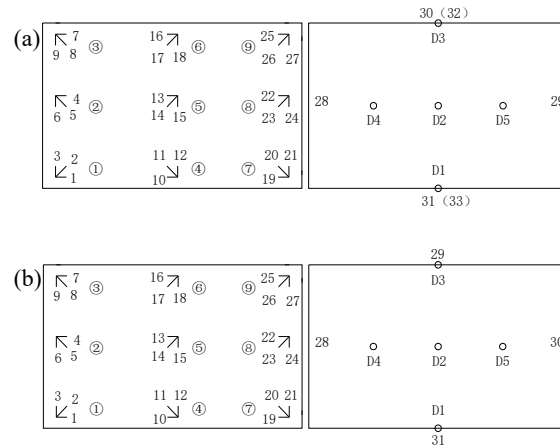 (a)
30 (32)
7 16 25
9 8 ③ 17 18 ⑥ ⑨ 26 27 D3
4 13 22 28 29
6 5 ② 14 15 ⑤ ⑧ 23 24 D4 D2 D5
3 2 11 12 20 21 D1
1 ① 10 ④ ⑦ 19
31 (33)
(b)
29
7 16 25
9 8 ③ 17 18 ⑥ ⑨ 26 27 D3
4 13 22 28 30
6 5 ② 14 15 ⑤ ⑧ 23 24 D4 D2 D5
3 2 11 12 20 21 D1
1 ① 10 ④ ⑦ 19
31